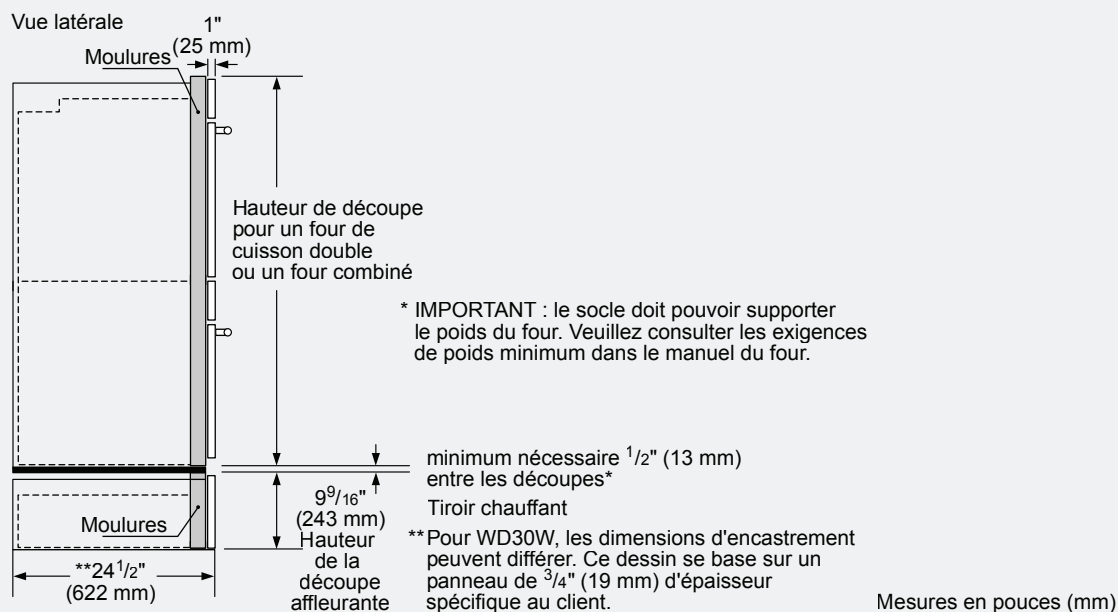 Vue latérale
1"
(25 mm)
Moulures
Hauteur de découpe
pour un four de
cuisson double
ou un four combiné
* IMPORTANT : le socle doit pouvoir supporter
le poids du four. Veuillez consulter les exigences
de poids minimum dans le manuel du four.
minimum nécessaire 1/2" (13 mm)
entre les découpes*
Tiroir chauffant
9 9/16"
(243 mm)
Hauteur
de la
découpe
affleurante
Moulures
**24 1/2"
(622 mm)
**Pour WD30W, les dimensions d'encastrement
peuvent différer. Ce dessin se base sur un
panneau de 3/4" (19 mm) d'épaisseur
spécifique au client.
Mesures en pouces (mm)